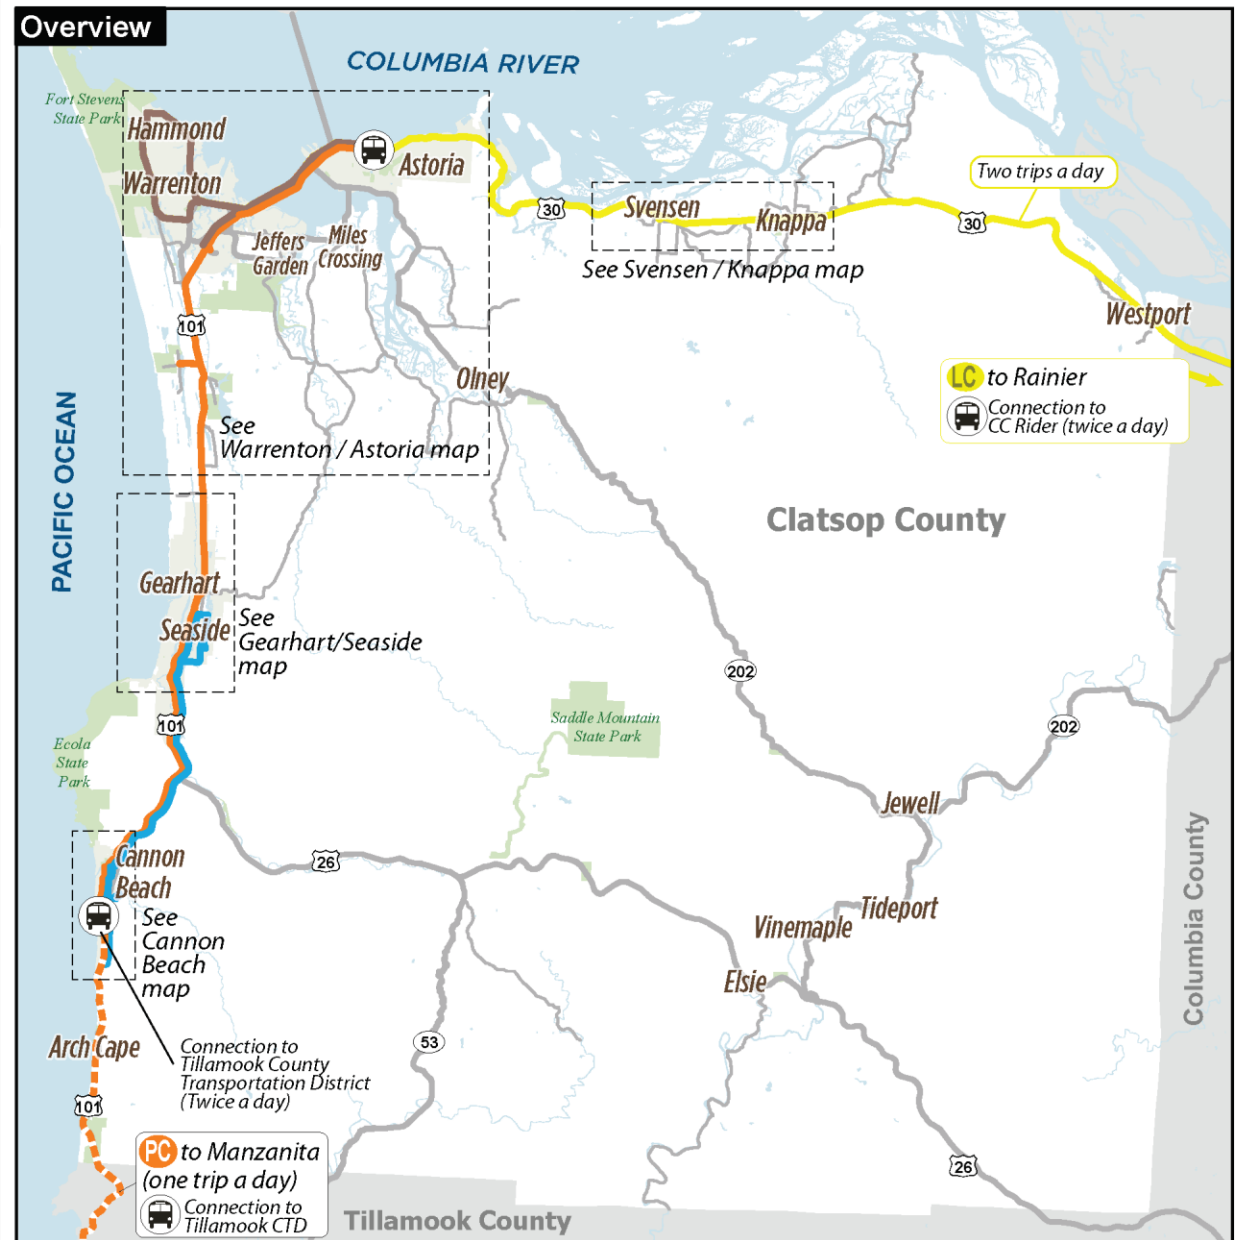 Overview
COLUMBIA RIVER
Fort Stevens
State Park
Hammond
Warrenton
Astoria
Jeffers
Garden
Miles
Crossing
30
Svensen
Knappa
See Svensen / Knappa map
Two trips a day
30
Westport
LC to Rainier
Connection to
CC Rider (twice a day)
101
Olney
See
Warrenton / Astoria map
PACIFIC OCEAN
Clatsop County
Gearhart
Seaside
See
Gearhart/Seaside
map
202
202
101
Saddle Mountain
State Park
Ecola
State
Park
Jewell
26
Cannon
Beach
See
Cannon
Beach
map
Tideport
Vinemaple
Elsie
Columbia County
53
Arch Cape
Connection to
Tillamook County
Transportation District
(Twice a day)
101
PC to Manzanita
(one trip a day)
Connection to
Tillamook CTD
26
Tillamook County